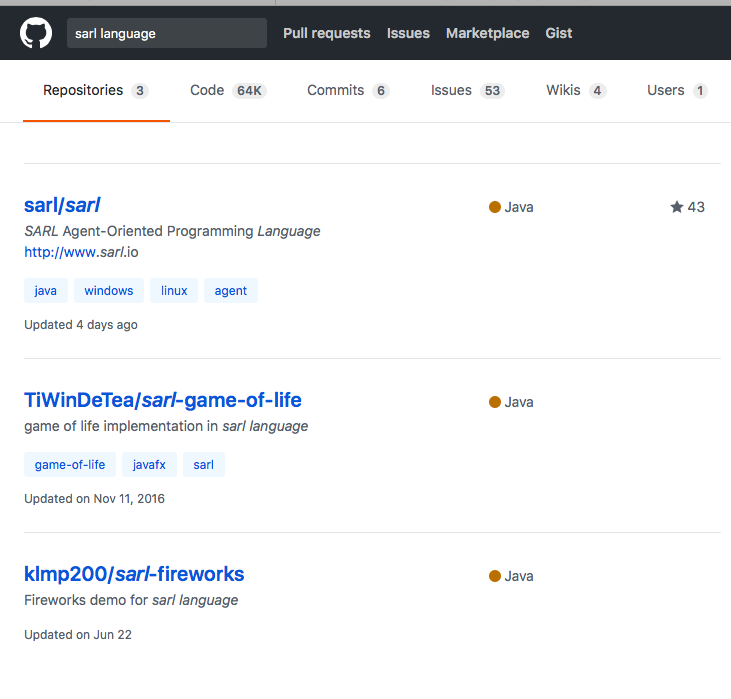 sarl language Pull requests Issues Marketplace Gist
Repositories 3 Code 64K Commits 6 Issues 53 Wikis 4 Users 1
sarl/sarl Java 43
SARL Agent-Oriented Programming Language
http://www.sarl.io
java windows linux agent
Updated 4 days ago
TiWinDeTea/sarl-game-of-life Java
game of life implementation in sarl language
game-of-life javafx sarl
Updated on Nov 11, 2016
klmp200/sarl-fireworks Java
Fireworks demo for sarl language
Updated on Jun 22